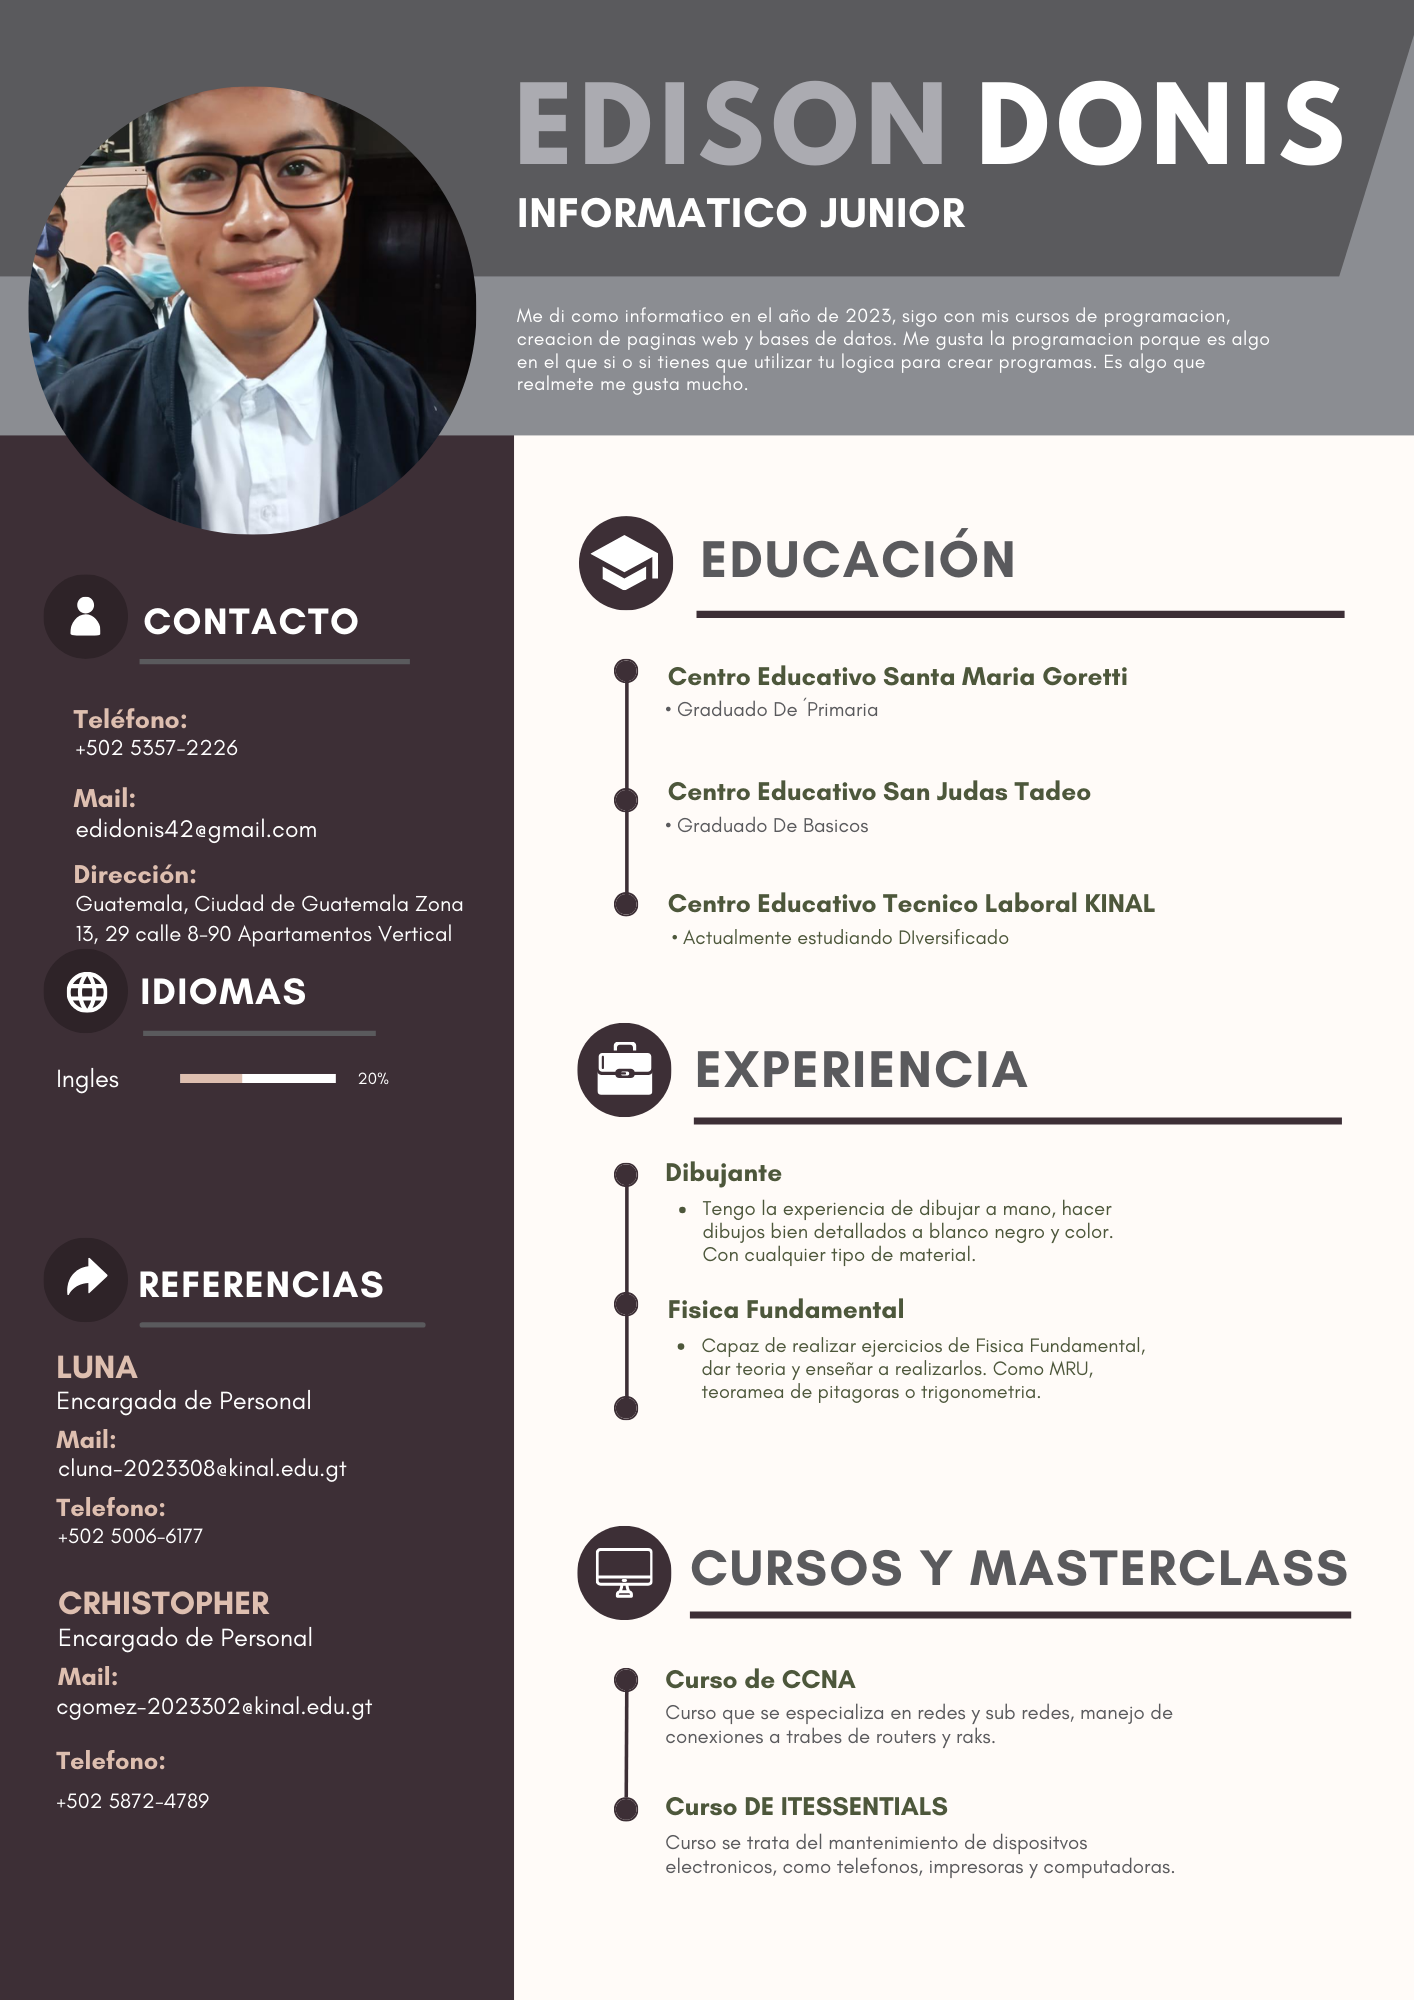 EDISON DONIS
INFORMATICO JUNIOR
Me di como informatico en el año de 2023, sigo con mis cursos de programacion,
creacion de paginas web y bases de datos. Me gusta la programacion porque es algo
en el que si o si tienes que utilizar tu logica para crear programas. Es algo que
realmete me gusta mucho.
CONTACTO
Teléfono:
+502 5357-2226
Mail:
edidonis42@gmail.com
Dirección:
Guatemala, Ciudad de Guatemala Zona
13, 29 calle 8-90 Apartamentos Vertical
IDIOMAS
Ingles 20%
REFERENCIAS
LUNA
Encargada de Personal
Mail:
cluna-2023308@kinal.edu.gt
Telefono:
+502 5006-6177
CRHISTOPHER
Encargado de Personal
Mail:
cgomez-2023302@kinal.edu.gt
Telefono:
+502 5872-4789
EDUCACIÓN
Centro Educativo Santa Maria Goretti
• Graduado De ´Primaria
Centro Educativo San Judas Tadeo
• Graduado De Basicos
Centro Educativo Tecnico Laboral KINAL
• Actualmente estudiando DIversificado
EXPERIENCIA
Dibujante
• Tengo la experiencia de dibujar a mano, hacer
dibujos bien detallados a blanco negro y color.
Con cualquier tipo de material.
Fisica Fundamental
• Capaz de realizar ejercicios de Fisica Fundamental,
dar teoria y enseñar a realizarlos. Como MRU,
teoramea de pitagoras o trigonometria.
CURSOS Y MASTERCLASS
Curso de CCNA
Curso que se especializa en redes y sub redes, manejo de
conexiones a trabes de routers y raks.
Curso DE ITESSENTIALS
Curso se trata del mantenimiento de dispositvos
electronicos, como telefonos, impresoras y computadoras.